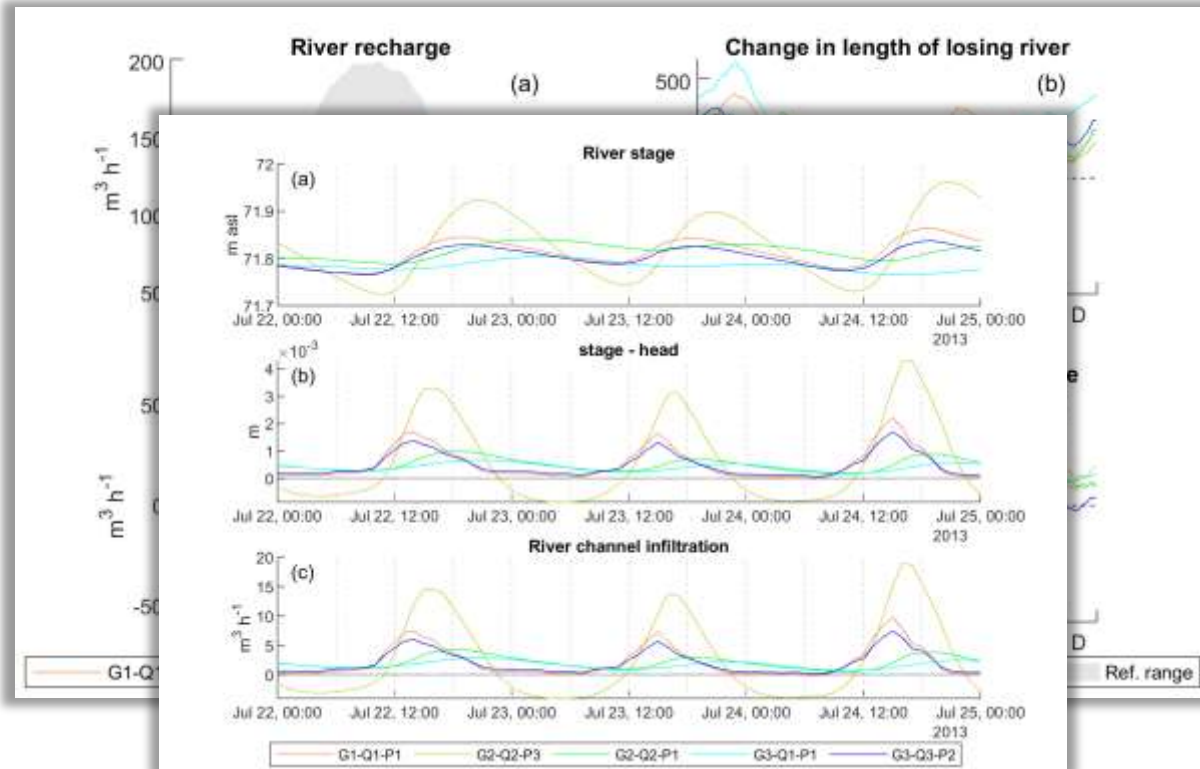 River recharge
Change in length of losing river
(a)
(b)
200
150
100
50
m³ h⁻¹
500
D
50
0
-50
m³ h⁻¹
e
D
G1-Q1
Ref. range
River stage
(a)
72
71.9
71.8
71.7
m asl
Jul 22, 00:00 Jul 22, 12:00 Jul 23, 00:00 Jul 23, 12:00 Jul 24, 00:00 Jul 24, 12:00 Jul 25, 00:00
2013
×10⁻³
stage - head
(b)
4
3
2
1
0
m
Jul 22, 00:00 Jul 22, 12:00 Jul 23, 00:00 Jul 23, 12:00 Jul 24, 00:00 Jul 24, 12:00 Jul 25, 00:00
2013
River channel infiltration
(c)
20
15
10
5
0
m³ h⁻¹
Jul 22, 00:00 Jul 22, 12:00 Jul 23, 00:00 Jul 23, 12:00 Jul 24, 00:00 Jul 24, 12:00 Jul 25, 00:00
2013
G1-Q1-P1 G2-Q2-P3 G2-Q2-P1 G3-Q1-P1 G3-Q3-P2